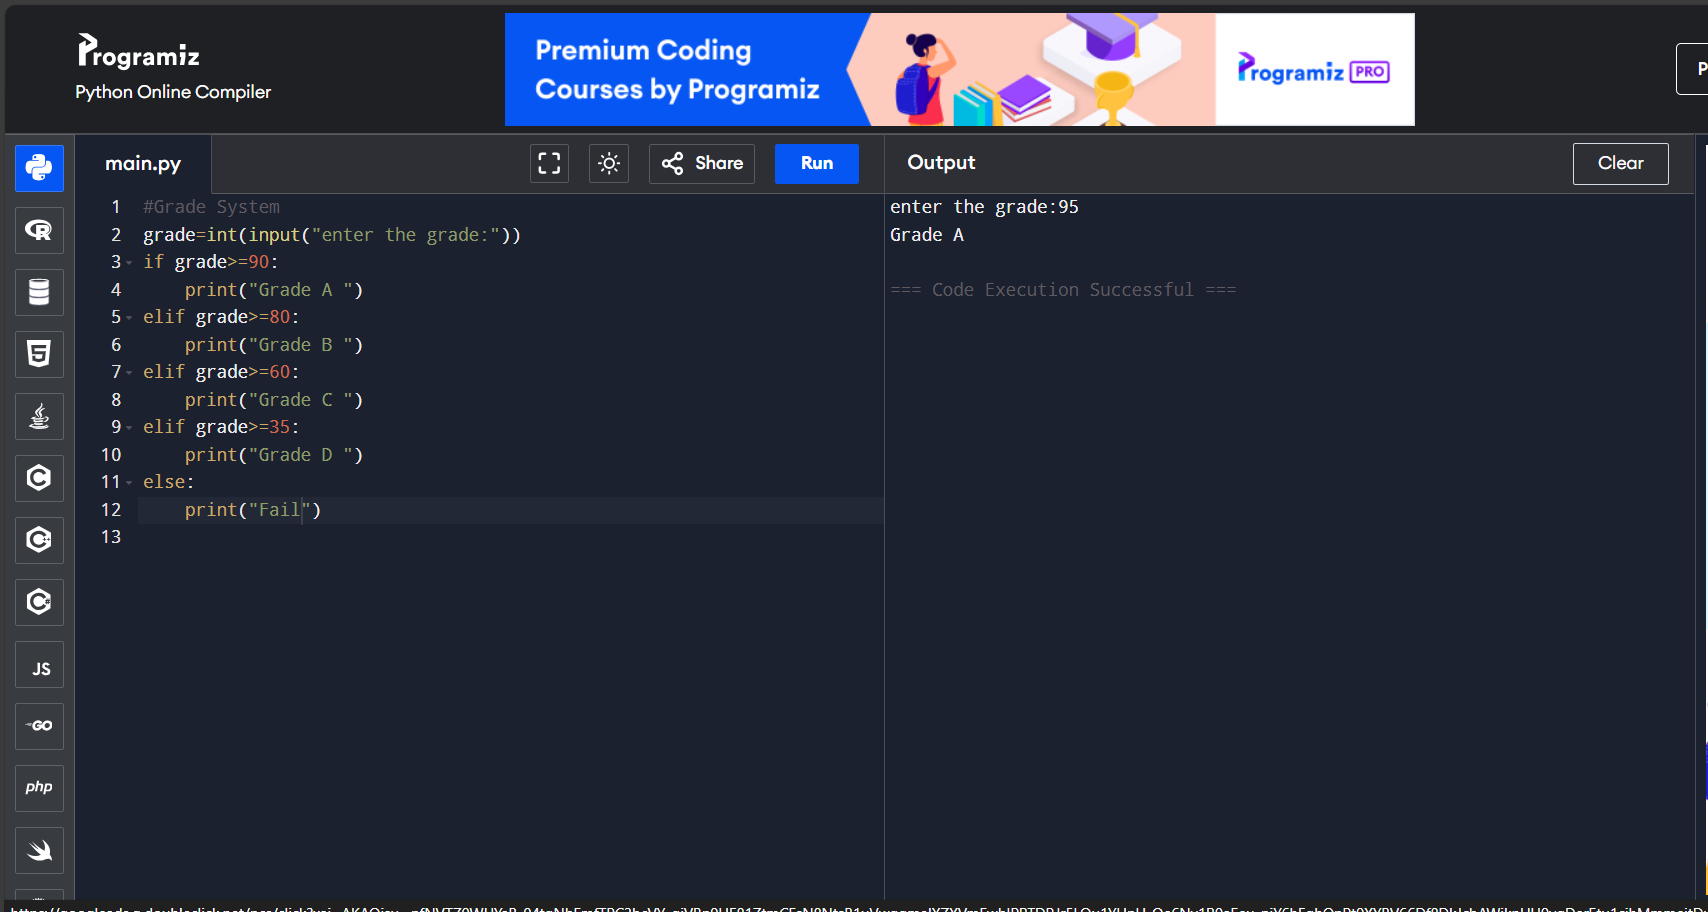 Programiz
Python Online Compiler
Premium Coding
Courses by Programiz
Programiz PRO
P
main.py
Share
Run
Output
Clear
1 #Grade System
2 grade=int(input("enter the grade:"))
3 if grade>=90:
4     print("Grade A ")
5 elif grade>=80:
6     print("Grade B ")
7 elif grade>=60:
8     print("Grade C ")
9 elif grade>=35:
10     print("Grade D ")
11 else:
12     print("Fail")
13
enter the grade:95
Grade A
=== Code Execution Successful ===
R
5
C
C++
C#
JS
GO
php